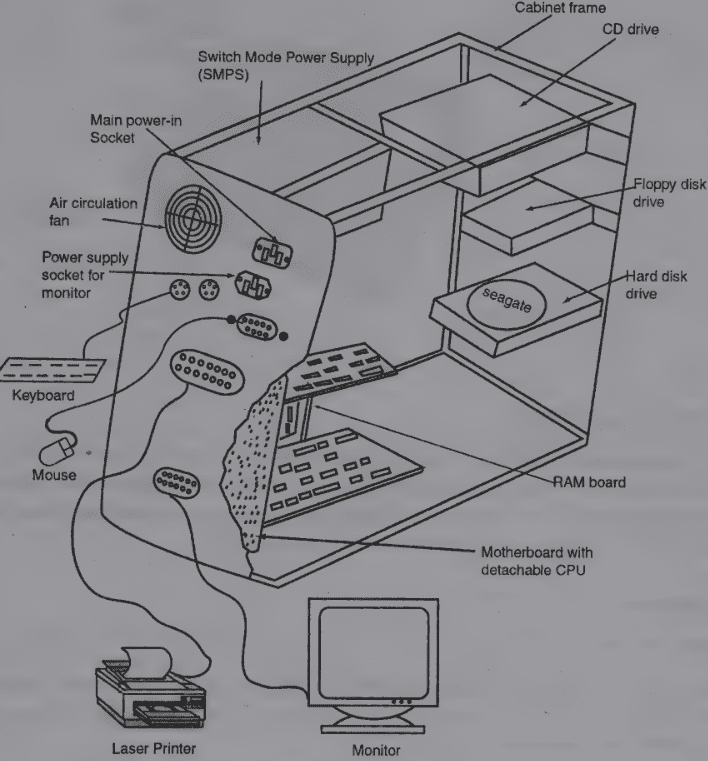 Cabinet frame
CD drive
Switch Mode Power Supply
(SMPS)
Main power-in
Socket
Air circulation
fan
Floppy disk
drive
Power supply
socket for
monitor
Hard disk
drive
seagate
Keyboard
Mouse
RAM board
Motherboard with
detachable CPU
Laser Printer
Monitor